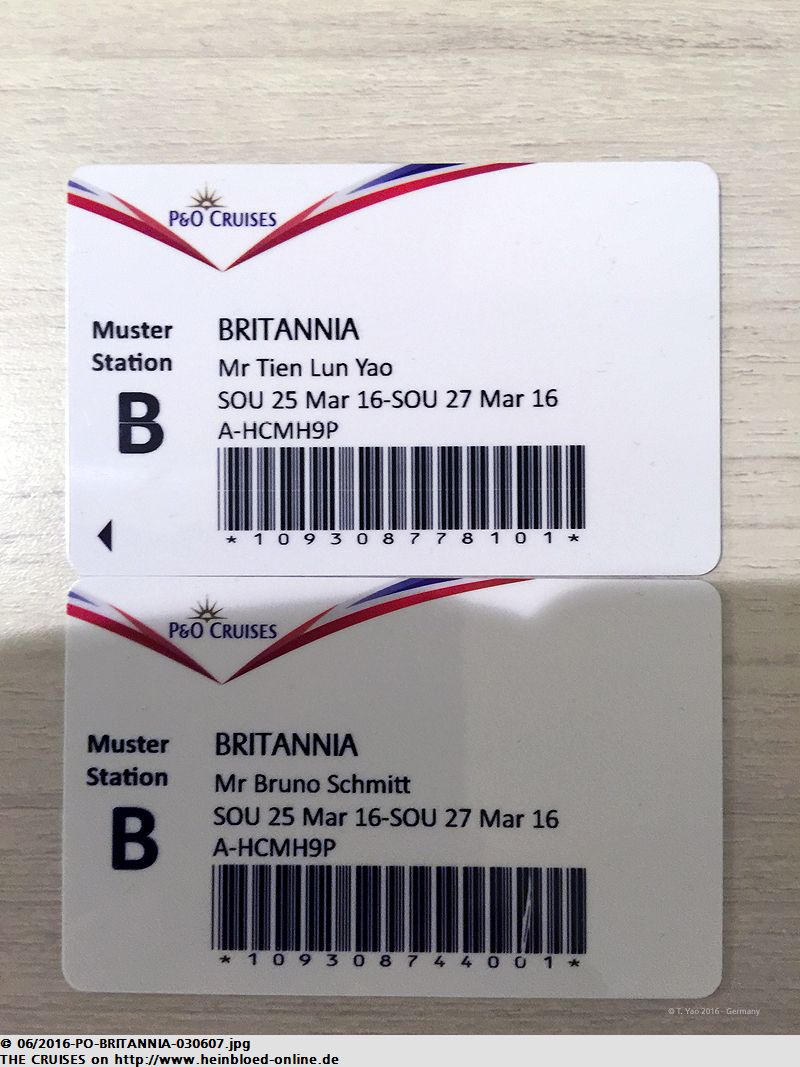 P&O CRUISES
Muster
Station
B
BRITANNIA
Mr Tien Lun Yao
SOU 25 Mar 16-SOU 27 Mar 16
A-HCMH9P
*109308778101*
P&O CRUISES
Muster
Station
B
BRITANNIA
Mr Bruno Schmitt
SOU 25 Mar 16-SOU 27 Mar 16
A-HCMH9P
*109308744001*
© T. Yao 2016 - Germany
© 06/2016-PO-BRITANNIA-030607.jpg
THE CRUISES on http://www.heinbloed-online.de